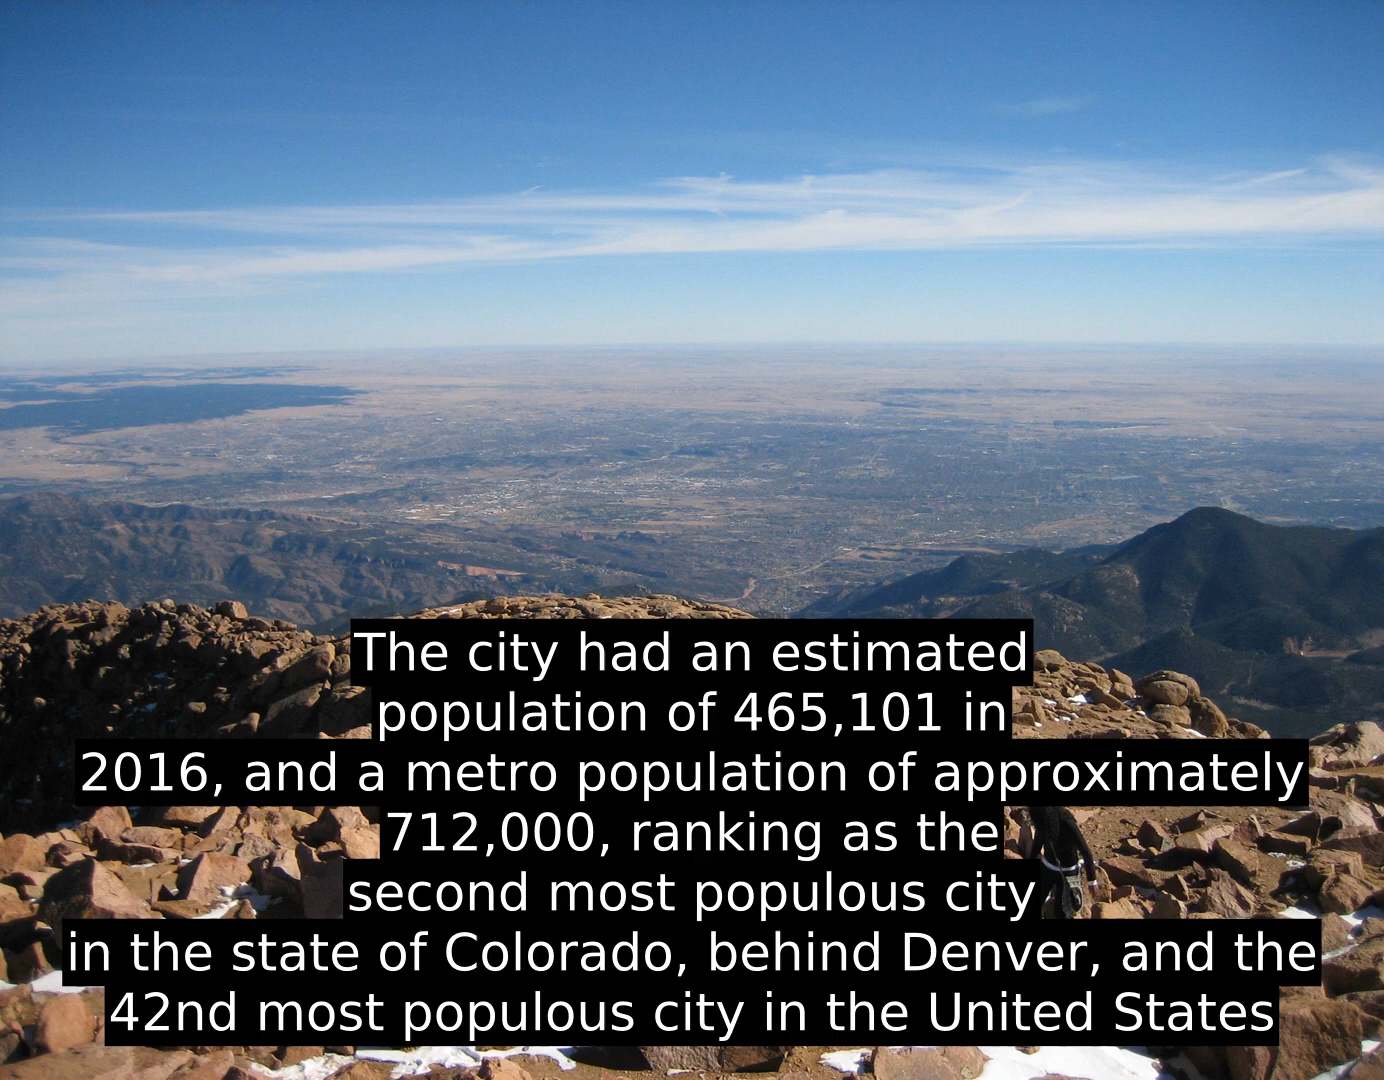 The city had an estimated
population of 465,101 in
2016, and a metro population of approximately
712,000, ranking as the
second most populous city
in the state of Colorado, behind Denver, and the
42nd most populous city in the United States